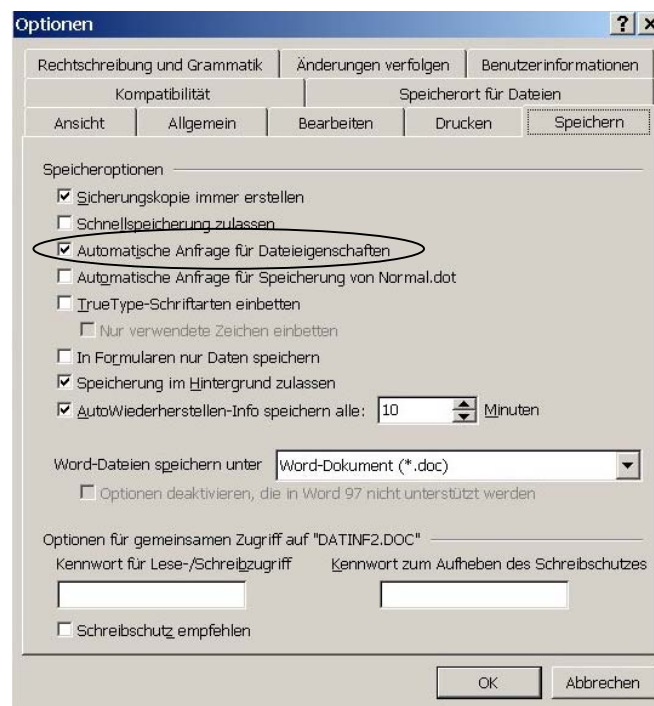 Optionen
Rechtschreibung und Grammatik Änderungen verfolgen Benutzerinformationen
Kompatibilität Speicherort für Dateien
Ansicht Allgemein Bearbeiten Drucken Speichern
Speicheroptionen
Sicherungskopie immer erstellen
Schnellspeicherung zulassen
Automatische Anfrage für Dateieigenschaften
Automatische Anfrage für Speicherung von Normal.dot
TrueType-Schriftarten einbetten
Nur verwendete Zeichen einbetten
In Formularen nur Daten speichern
Speicherung im Hintergrund zulassen
AutoWiederherstellen-Info speichern alle: 10 Minuten
Word-Dateien speichern unter Word-Dokument (*.doc)
Optionen deaktivieren, die in Word 97 nicht unterstützt werden
Optionen für gemeinsamen Zugriff auf "DATINF2.DOC"
Kennwort für Lese-/Schreibzugriff Kennwort zum Aufheben des Schreibschutzes
Schreibschutz empfehlen
OK Abbrechen